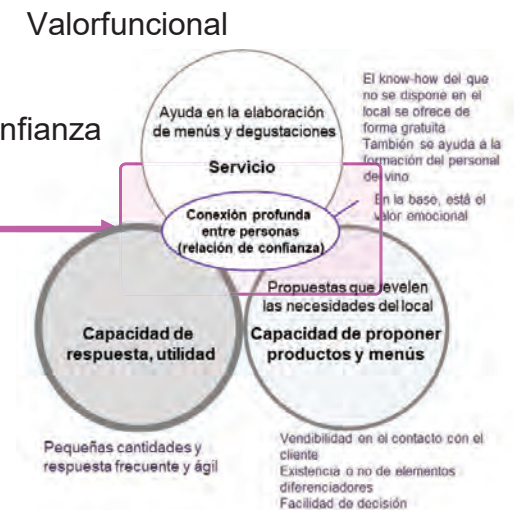 Valorfuncional
nfianza
Ayuda en la elaboración
de menús y degustaciones
Servicio
El know-how del que
no se dispone en el
local se ofrece de
forma gratuita
También se ayuda a la
formación del personal
de vino
En la base, está el
valor emocional
Conexión profunda
entre personas
(relación de confianza)
Propuestas que revelen
las necesidades del local
Capacidad de proponer
productos y menús
Capacidad de
respuesta, utilidad
Pequeñas cantidades y
respuesta frecuente y ágil
Vendibilidad en el contacto con el
cliente
Existencia o no de elementos
diferenciadores
Facilidad de decisión